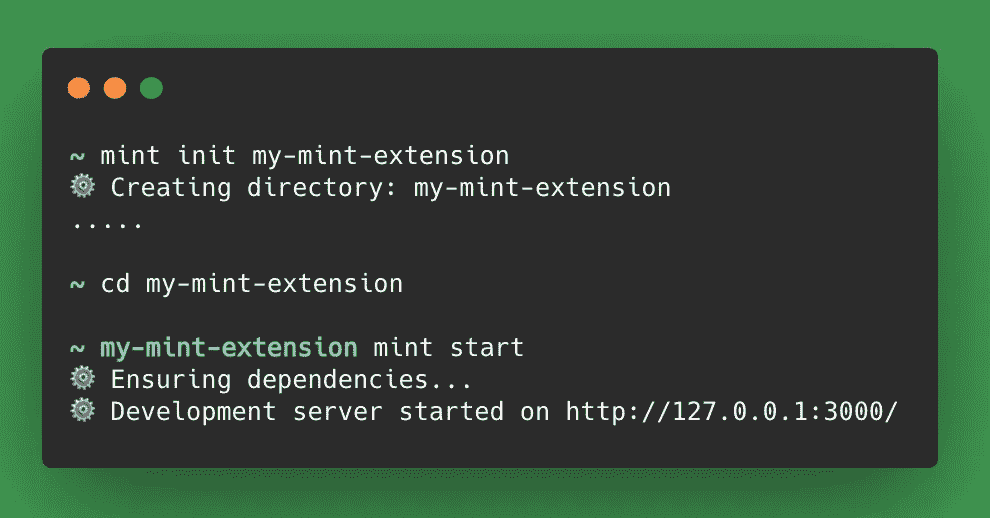 ~ mint init my-mint-extension
⚙️ Creating directory: my-mint-extension
.....
~ cd my-mint-extension
~ my-mint-extension mint start
⚙️ Ensuring dependencies...
⚙️ Development server started on http://127.0.0.1:3000/